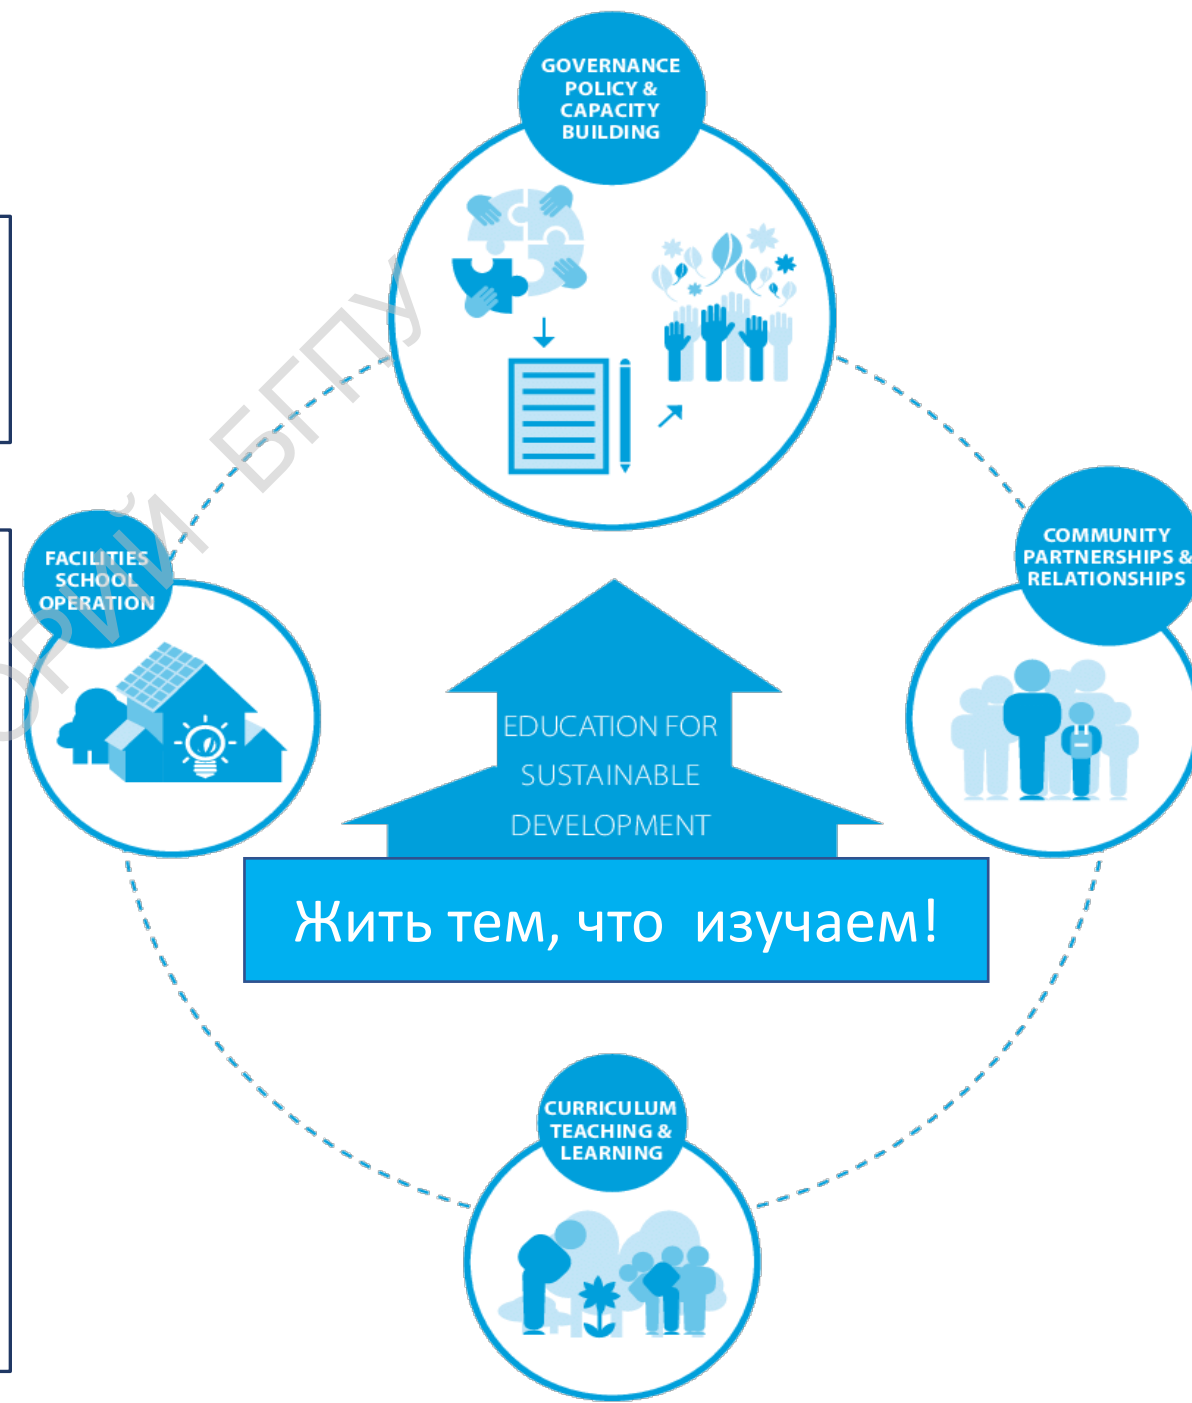 GOVERNANCE
POLICY &
CAPACITY
BUILDING
FACILITIES
SCHOOL
OPERATION
COMMUNITY
PARTNERSHIPS &
RELATIONSHIPS
EDUCATION FOR
SUSTAINABLE
DEVELOPMENT
Жить тем, что изучаем!
CURRICULUM
TEACHING &
LEARNING
БГПУ